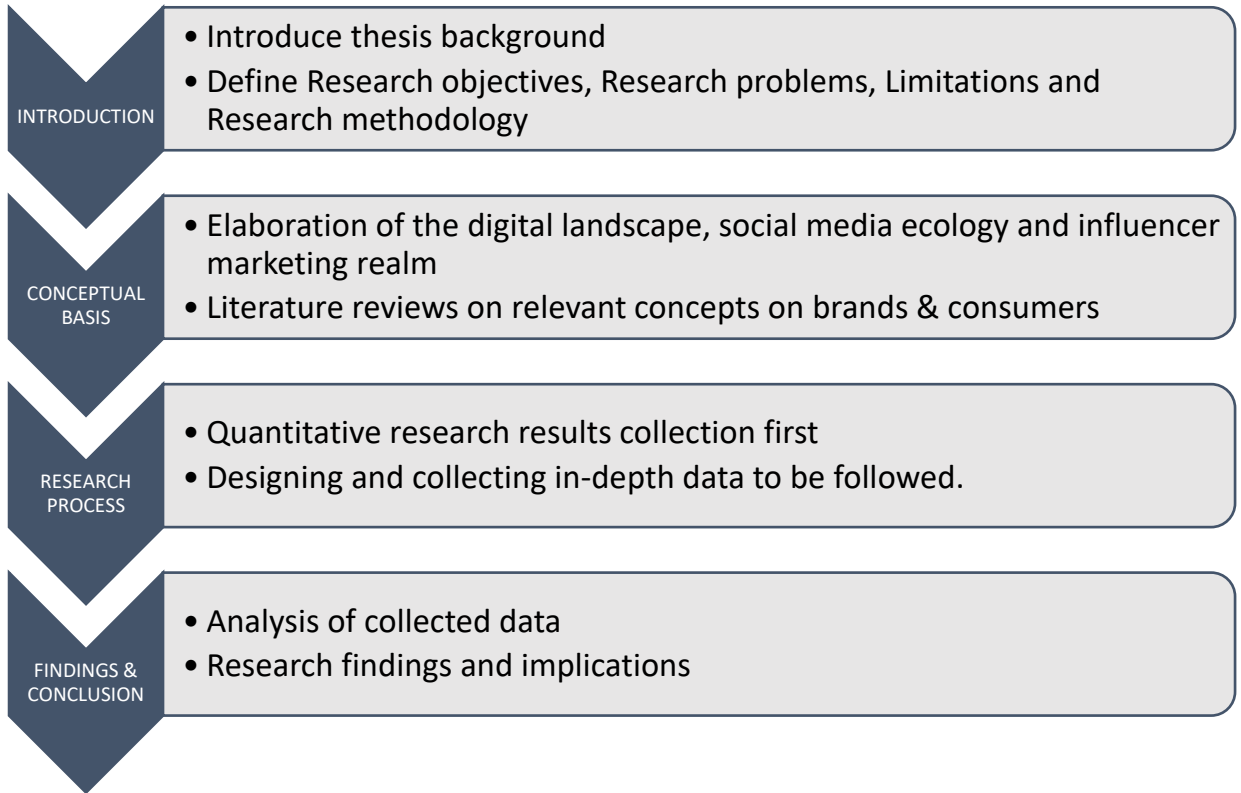 INTRODUCTION
• Introduce thesis background
• Define Research objectives, Research problems, Limitations and
Research methodology
CONCEPTUAL
BASIS
• Elaboration of the digital landscape, social media ecology and influencer
marketing realm
• Literature reviews on relevant concepts on brands & consumers
RESEARCH
PROCESS
• Quantitative research results collection first
• Designing and collecting in-depth data to be followed.
FINDINGS &
CONCLUSION
• Analysis of collected data
• Research findings and implications